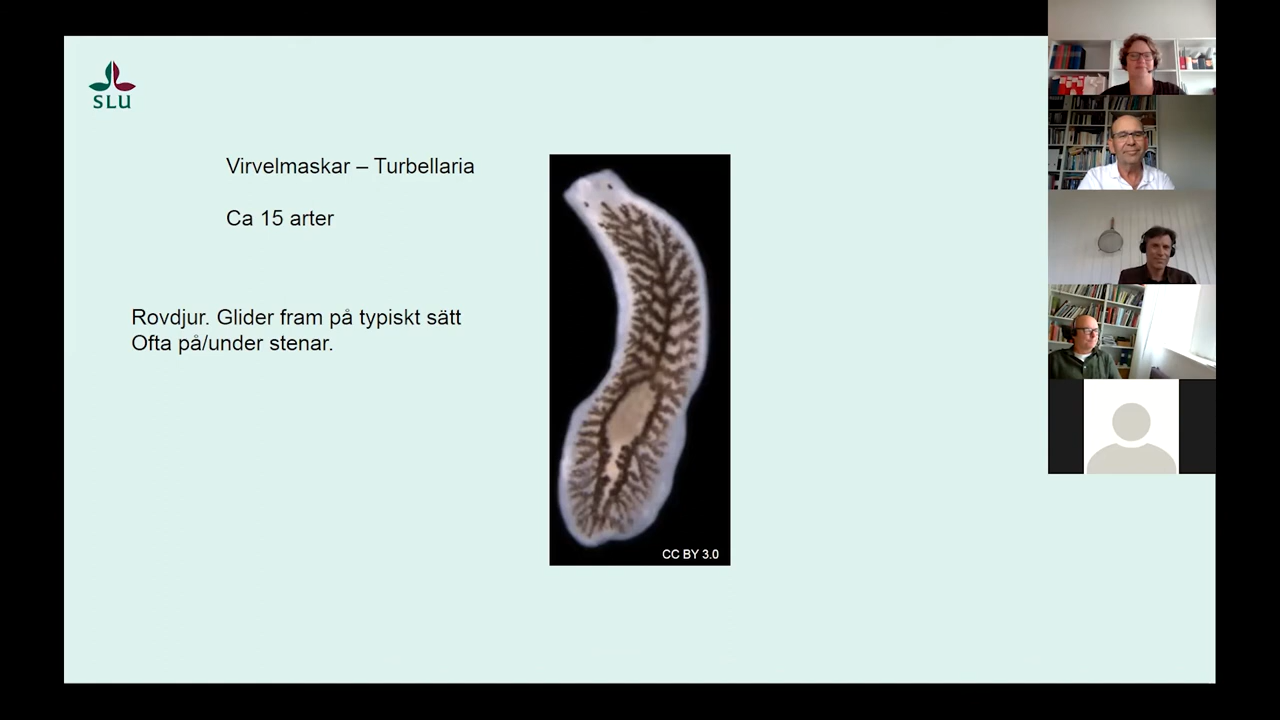 SLU
Virvelmaskar – Turbellaria
Ca 15 arter
Rovdjur. Glider fram på typiskt sätt
Ofta på/under stenar.
CC BY 3.0